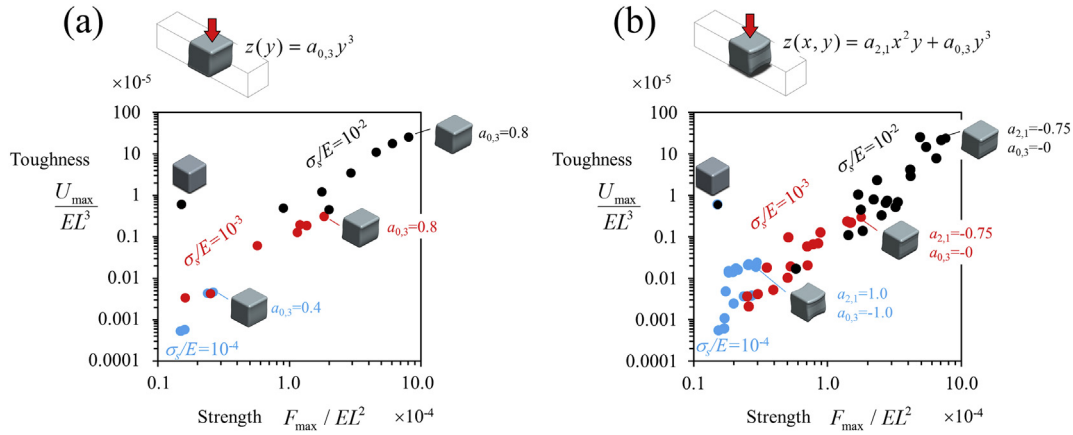 (a)
z(y) = a₀,₃y³
×10⁻⁵
Toughness
U_max / EL³
100
10
1
0.1
0.01
0.001
0.0001
σₛ/E=10⁻²
σₛ/E=10⁻³
σₛ/E=10⁻⁴
a₀,₃=0.8
a₀,₃=0.8
a₀,₃=0.4
0.1 1.0 10.0
Strength F_max / EL² ×10⁻⁴
(b)
z(x, y) = a₂,₁x²y + a₀,₃y³
×10⁻⁵
Toughness
U_max / EL³
100
10
1
0.1
0.01
0.001
0.0001
σₛ/E=10⁻²
σₛ/E=10⁻³
σₛ/E=10⁻⁴
a₂,₁=-0.75
a₀,₃=-0
a₂,₁=-0.75
a₀,₃=-0
a₂,₁=1.0
a₀,₃=-1.0
0.1 1.0 10.0
Strength F_max / EL² ×10⁻⁴